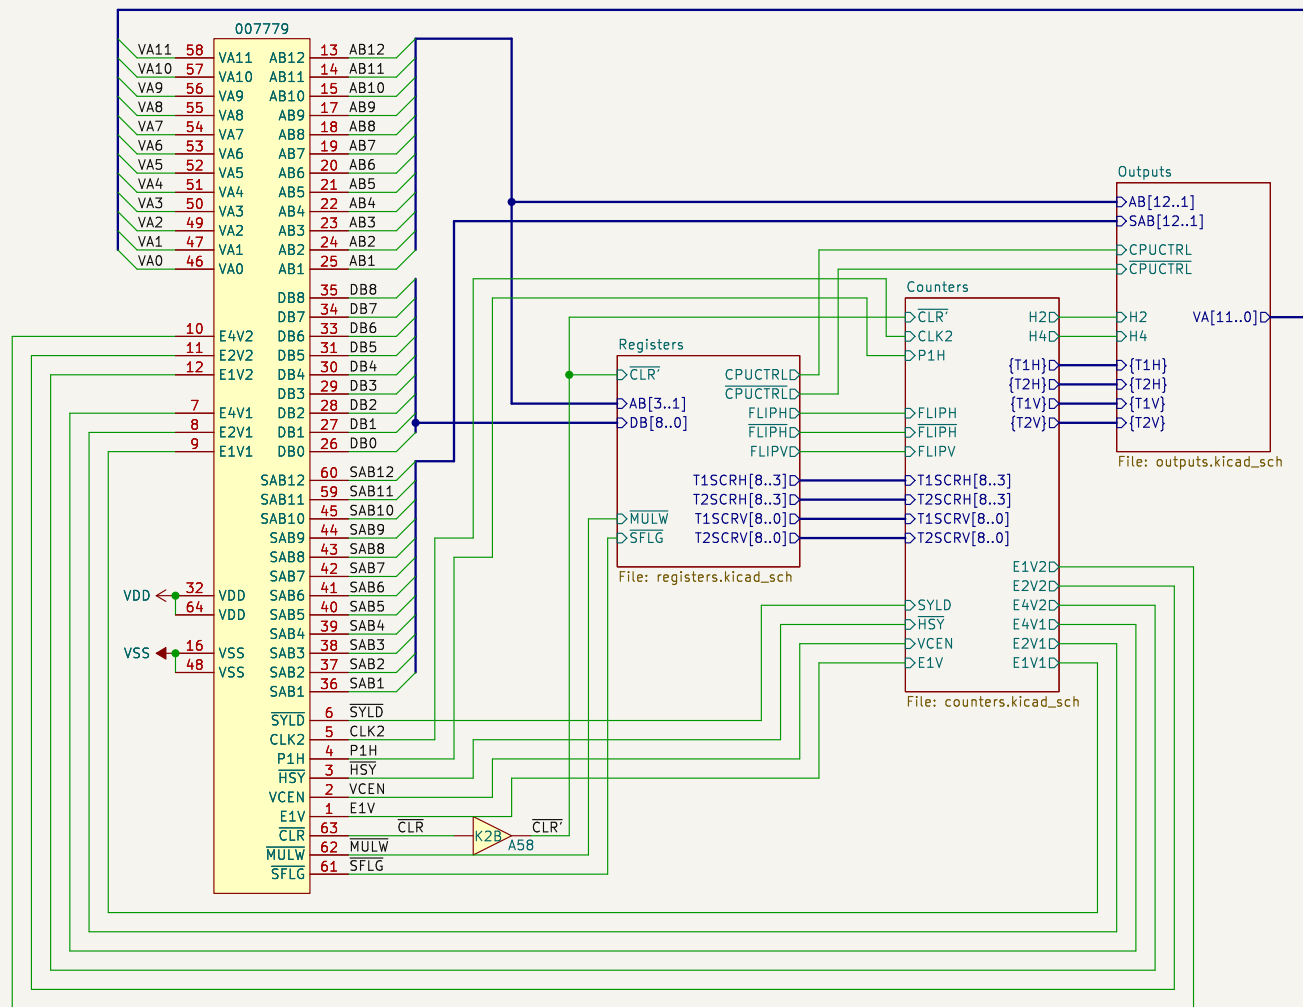 007779
VA11 58 VA11 AB12 13 AB12
VA10 57 VA10 AB11 14 AB11
VA9 56 VA9 AB10 15 AB10
VA8 55 VA8 AB9 17 AB9
VA7 54 VA7 AB8 18 AB8
VA6 53 VA6 AB7 19 AB7
VA5 52 VA5 AB6 20 AB6
VA4 51 VA4 AB5 21 AB5
VA3 50 VA3 AB4 22 AB4
VA2 49 VA2 AB3 23 AB3
VA1 47 VA1 AB2 24 AB2
VA0 46 VA0 AB1 25 AB1
DB8 35 DB8
DB7 34 DB7
10 E4V2 DB6 33 DB6
11 E2V2 DB5 31 DB5
12 E1V2 DB4 30 DB4
DB3 29 DB3
7 E4V1 DB2 28 DB2
8 E2V1 DB1 27 DB1
9 E1V1 DB0 26 DB0
SAB12 60 SAB12
SAB11 59 SAB11
SAB10 45 SAB10
SAB9 44 SAB9
SAB8 43 SAB8
SAB7 42 SAB7
VDD 32 VDD SAB6 41 SAB6
64 VDD SAB5 40 SAB5
SAB4 39 SAB4
VSS 16 VSS SAB3 38 SAB3
48 VSS SAB2 37 SAB2
SAB1 36 SAB1
SYLD 6 SYLD
CLK2 5 CLK2
P1H 4 P1H
HSY 3 HSY
VCEN 2 VCEN
E1V 1 E1V
CLR 63 CLR K2B CLR' A58
MULW 62 MULW
SFLG 61 SFLG
Registers
CLR' CPUCTRL
CPUCTRL
AB[3..1] FLIPH
DB[8..0] FLIPH
FLIPV
T1SCRH[8..3]
T2SCRH[8..3]
MULW T1SCRV[8..0]
SFLG T2SCRV[8..0]
File: registers.kicad_sch
Counters
CLR' H2
CLK2 H4
P1H {T1H}
{T2H}
FLIPH {T1V}
FLIPH {T2V}
FLIPV
T1SCRH[8..3]
T2SCRH[8..3]
T1SCRV[8..0]
T2SCRV[8..0]
E1V2
E2V2
SYLD E4V2
HSY E4V1
VCEN E2V1
E1V E1V1
File: counters.kicad_sch
Outputs
AB[12..1]
SAB[12..1]
CPUCTRL
CPUCTRL
H2 VA[11..0]
H4
{T1H}
{T2H}
{T1V}
{T2V}
File: outputs.kicad_sch